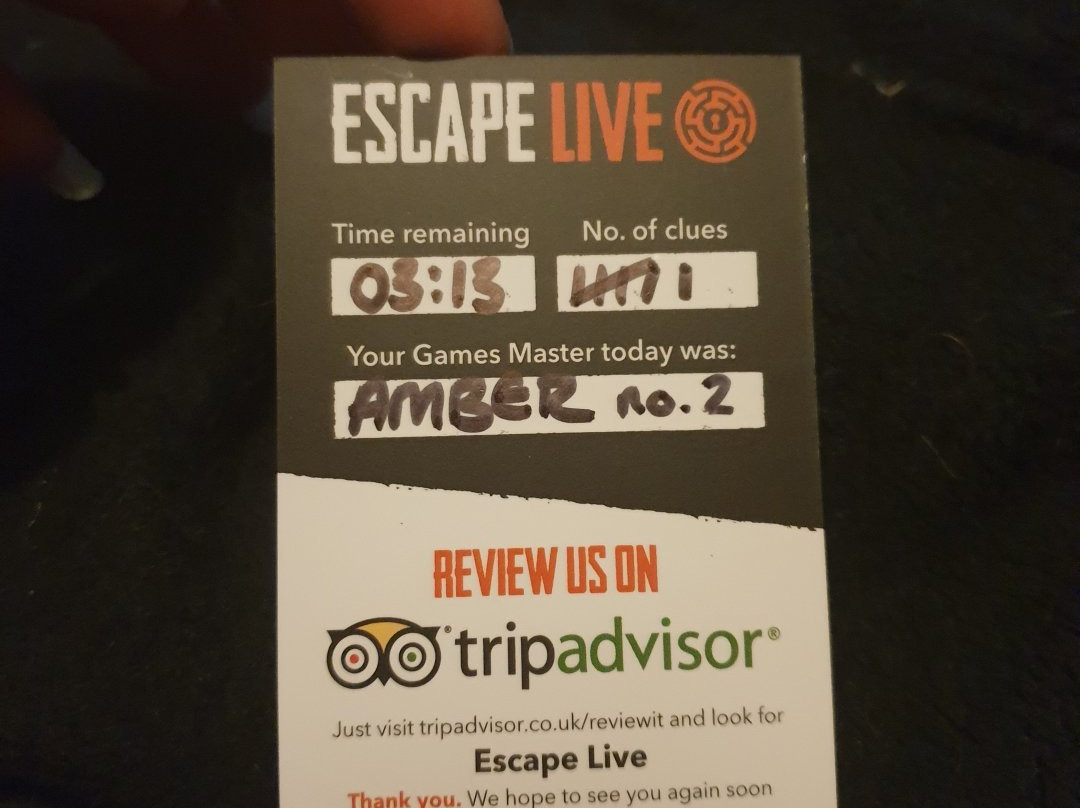 ESCAPE LIVE
Time remaining No. of clues
03:13 𝍸 I
Your Games Master today was:
AMBER no. 2
REVIEW US ON
tripadvisor®
Just visit tripadvisor.co.uk/reviewit and look for
Escape Live
Thank you. We hope to see you again soon